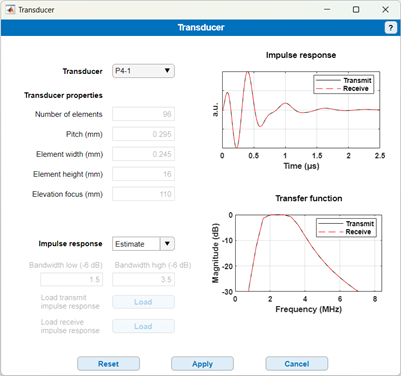 Transducer
Transducer
?
Transducer
P4-1
Transducer properties
Number of elements
96
Pitch (mm)
0.295
Element width (mm)
0.245
Element height (mm)
16
Elevation focus (mm)
110
Impulse response
Estimate
Bandwidth low (-6 dB)
Bandwidth high (-6 dB)
1.5
3.5
Load transmit
impulse response
Load
Load receive
impulse response
Load
Impulse response
Transmit
Receive
a.u.
0
0.5
1
1.5
2
2.5
Time (µs)
Transfer function
Transmit
Receive
Magnitude (dB)
0
-10
-20
-30
0
2
4
6
8
Frequency (MHz)
Reset
Apply
Cancel